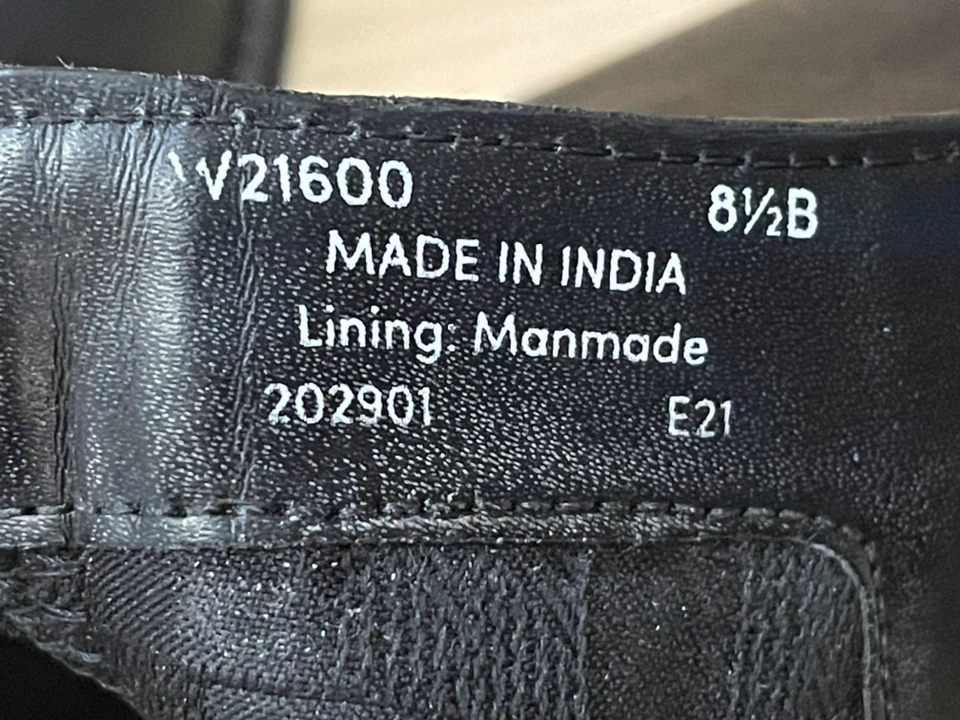 W21600 8½B
MADE IN INDIA
Lining: Manmade
202901 E21